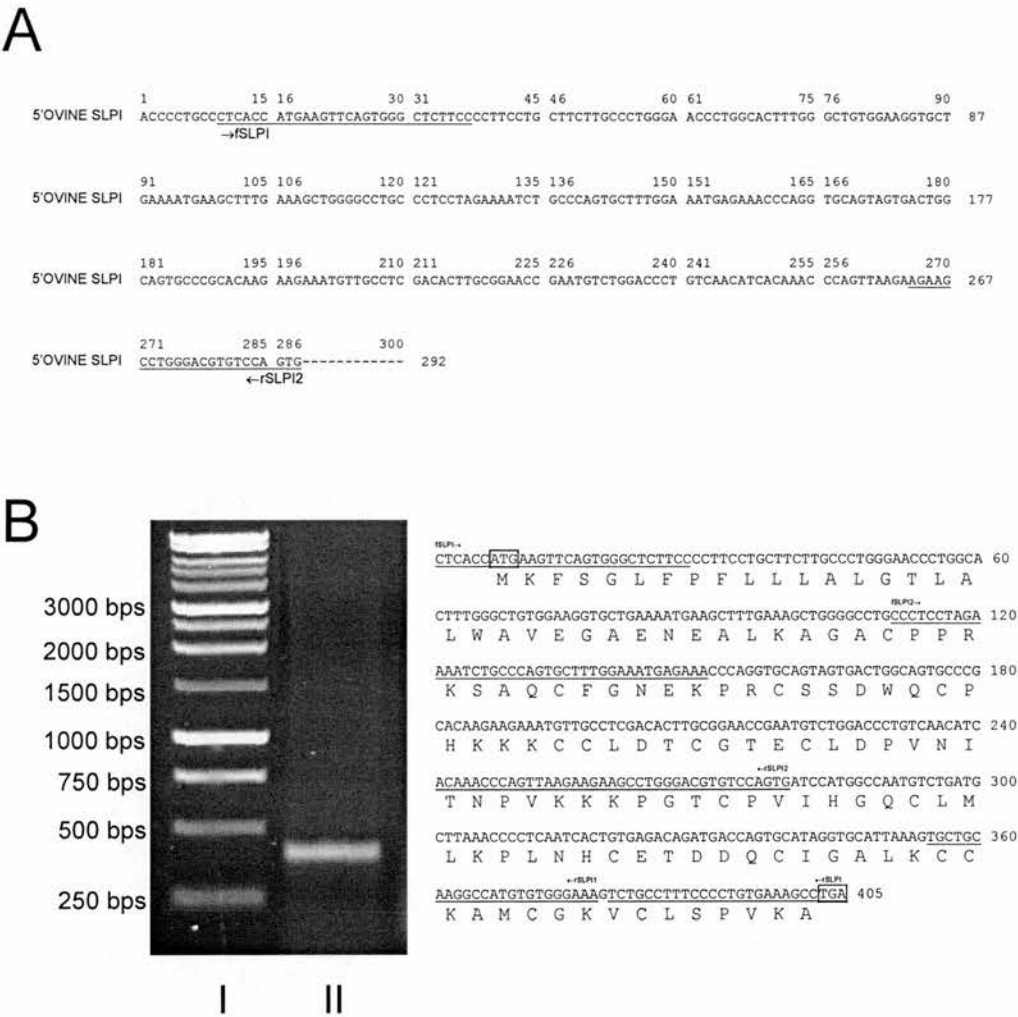 A
1 15 16 30 31 45 46 60 61 75 76 90
5'OVINE SLPI ACCCCTGCCCTCACC ATGAAGTTCAGTGGG CTCTTCCCCTTCCTG CTTCTTGCCCTGGGA ACCCTGGCACTTTGG GCTGTGGAAGGTGCT 87
→fSLPI
91 105 106 120 121 135 136 150 151 165 166 180
5'OVINE SLPI GAAAATGAAGCTTTG AAAGCTGGGGCCTGC CCTCCTAGAAAATCT GCCCAGTGCTTTGGA AATGAGAAACCCAGG TGCAGTAGTGACTGG 177
181 195 196 210 211 225 226 240 241 255 256 270
5'OVINE SLPI CAGTGCCCGCACAAG AAGAAATGTTGCCTC GACACTTGCGGAACC GAATGTCTGGACCCT GTCAACATCACAAAC CCAGTTAAGAAGAAG 267
271 285 286 300
5'OVINE SLPI CCTGGGACGTGTCCA GTG------------ 292
←rSLPI2
B
3000 bps
2000 bps
1500 bps
1000 bps
750 bps
500 bps
250 bps
I II
fSLPI→
CTCACCATGAAGTTCAGTGGGCTCTTCCCCTTCCTGCTTCTTGCCCTGGGAACCCTGGCA 60
M K F S G L F P F L L L A L G T L A
fSLPI2→
CTTTGGGCTGTGGAAGGTGCTGAAAATGAAGCTTTGAAAGCTGGGGCCTGCCCTCCTAGA 120
L W A V E G A E N E A L K A G A C P P R
AAATCTGCCCAGTGCTTTGGAAATGAGAAACCCAGGTGCAGTAGTGACTGGCAGTGCCCG 180
K S A Q C F G N E K P R C S S D W Q C P
CACAAGAAGAAATGTTGCCTCGACACTTGCGGAACCGAATGTCTGGACCCTGTCAACATC 240
H K K K C C L D T C G T E C L D P V N I
←rSLPI2
ACAAACCCAGTTAAGAAGAAGCCTGGGACGTGTCCAGTGATCCATGGCCAATGTCTGATG 300
T N P V K K K P G T C P V I H G Q C L M
CTTAAACCCCTCAATCACTGTGAGACAGATGACCAGTGCATAGGTGCATTAAAGTGCTGC 360
L K P L N H C E T D D Q C I G A L K C C
←rSLPI1 ←rSLPI
AAGGCCATGTGTGGGAAAGTCTGCCTTTCCCCTGTGAAAGCCTGA 405
K A M C G K V C L S P V K A